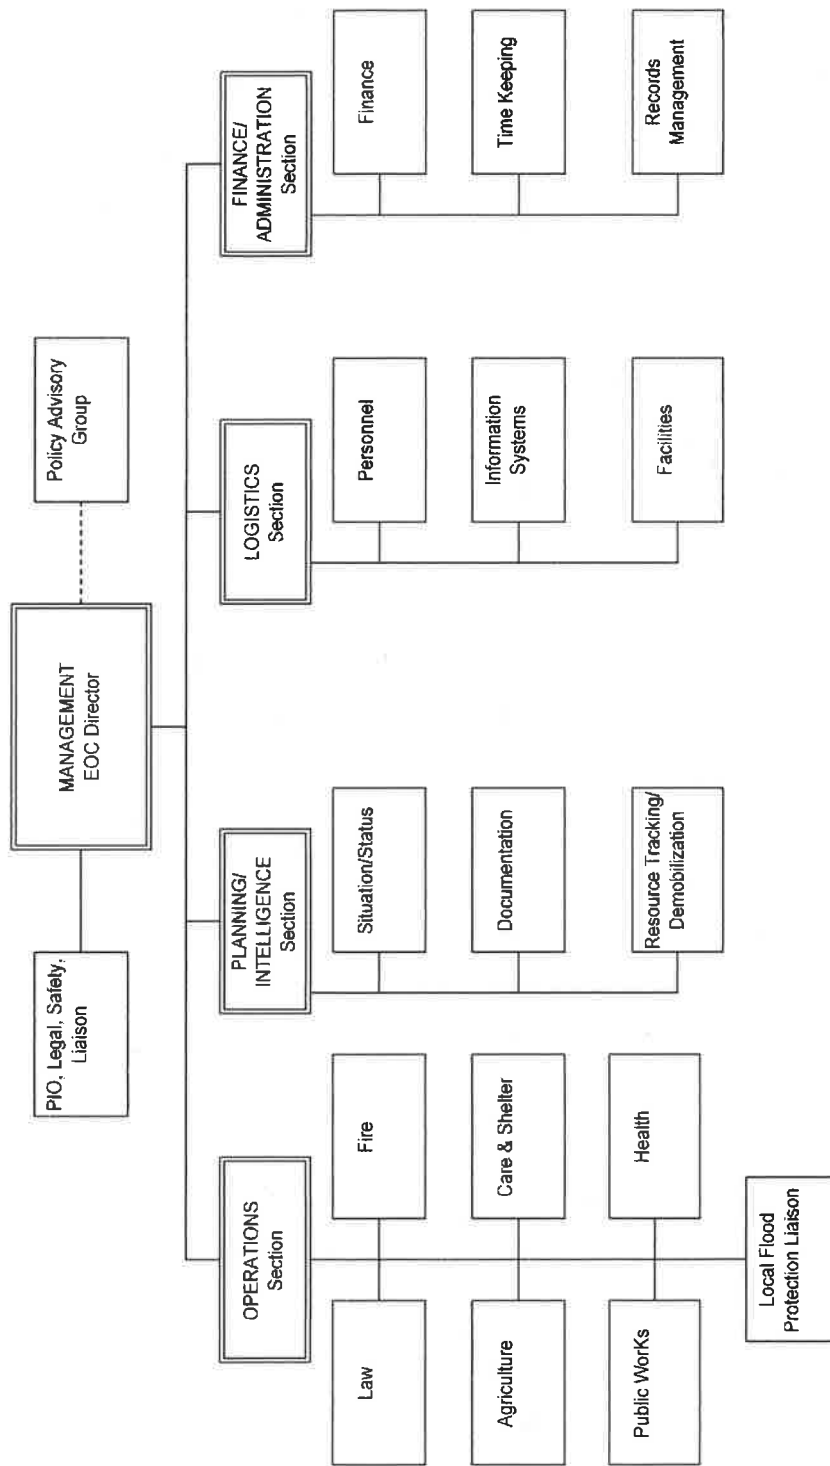 MANAGEMENT
EOC Director
Policy Advisory
Group
PIO, Legal, Safety,
Liaison
OPERATIONS
Section
PLANNING/
INTELLIGENCE
Section
LOGISTICS
Section
FINANCE/
ADMINISTRATION
Section
Law
Fire
Agriculture
Care & Shelter
Public WorKs
Health
Local Flood
Protection Liaison
Situation/Status
Documentation
Resource Tracking/
Demobilization
Personnel
Information
Systems
Facilities
Finance
Time Keeping
Records
Management